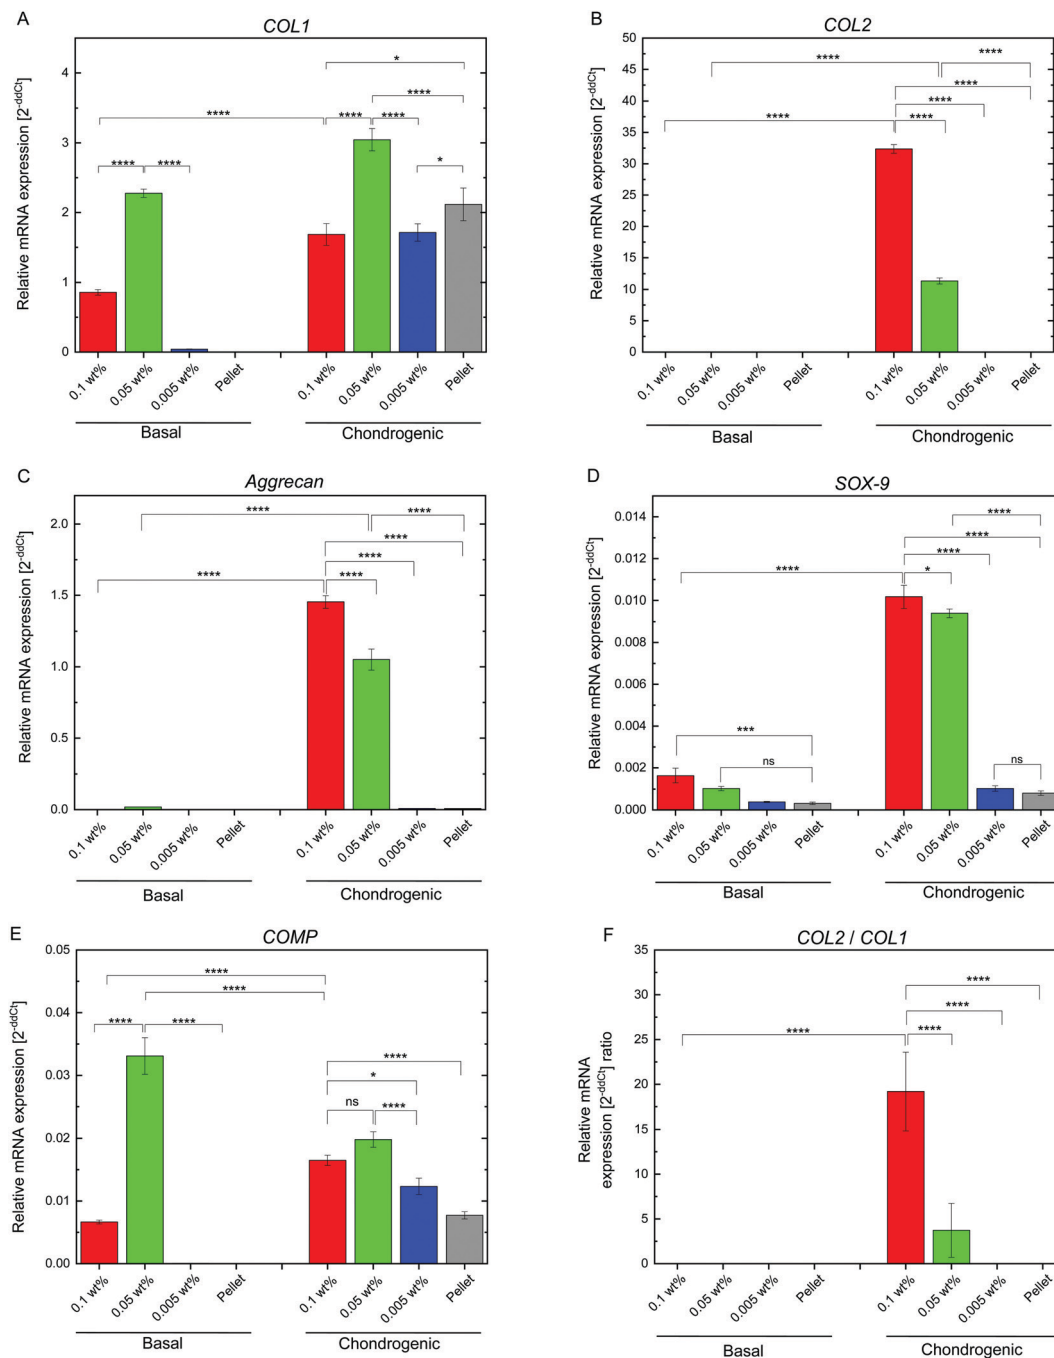 A
COL1
Relative mRNA expression [2^-ddCt]
4
3
2
1
0
*
****
**** **** ****
*
**** ****
0.1 wt% 0.05 wt% 0.005 wt% Pellet 0.1 wt% 0.05 wt% 0.005 wt% Pellet
Basal Chondrogenic
B
COL2
Relative mRNA expression [2^-ddCt]
50
45
40
35
30
25
20
15
10
5
0
**** ****
****
****
**** ****
0.1 wt% 0.05 wt% 0.005 wt% Pellet 0.1 wt% 0.05 wt% 0.005 wt% Pellet
Basal Chondrogenic
C
Aggrecan
Relative mRNA expression [2^-ddCt]
2.0
1.5
1.0
0.5
0.0
**** ****
****
****
**** ****
0.1 wt% 0.05 wt% 0.005 wt% Pellet 0.1 wt% 0.05 wt% 0.005 wt% Pellet
Basal Chondrogenic
D
SOX-9
Relative mRNA expression [2^-ddCt]
0.014
0.012
0.010
0.008
0.006
0.004
0.002
0.000
****
****
****
**** *
***
ns ns
0.1 wt% 0.05 wt% 0.005 wt% Pellet 0.1 wt% 0.05 wt% 0.005 wt% Pellet
Basal Chondrogenic
E
COMP
Relative mRNA expression [2^-ddCt]
0.05
0.04
0.03
0.02
0.01
0.00
****
****
**** ****
****
*
ns ****
0.1 wt% 0.05 wt% 0.005 wt% Pellet 0.1 wt% 0.05 wt% 0.005 wt% Pellet
Basal Chondrogenic
F
COL2 / COL1
Relative mRNA
expression [2^-ddCt] ratio
35
30
25
20
15
10
5
0
****
****
**** ****
0.1 wt% 0.05 wt% 0.005 wt% Pellet 0.1 wt% 0.05 wt% 0.005 wt% Pellet
Basal Chondrogenic